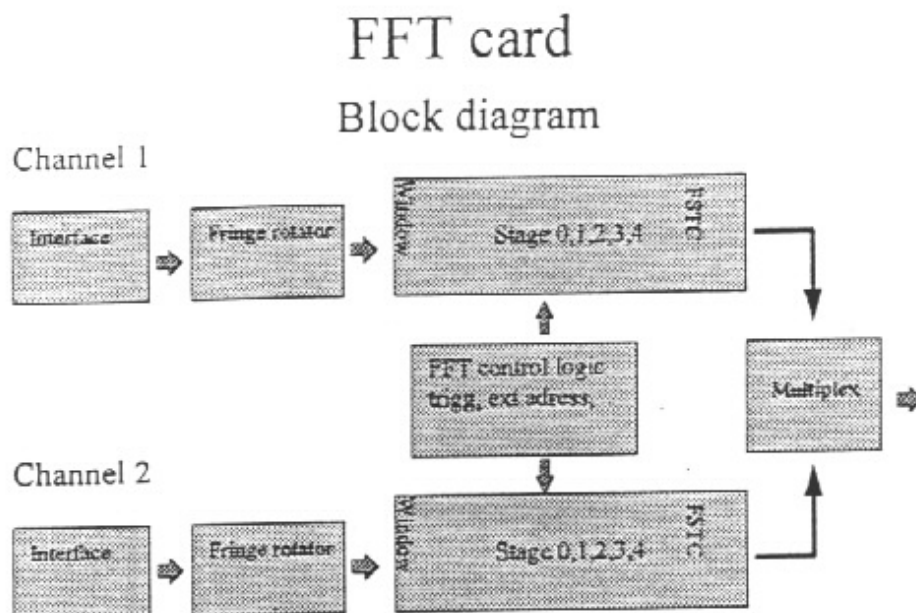 FFT card
Block diagram
Channel 1
Interface
Fringe rotator
Window
Stage 0,1,2,3,4
FSTC
FFT control logic
trigg, ext adress,
Multiplex
Channel 2
Interface
Fringe rotator
Window
Stage 0,1,2,3,4
FSTC